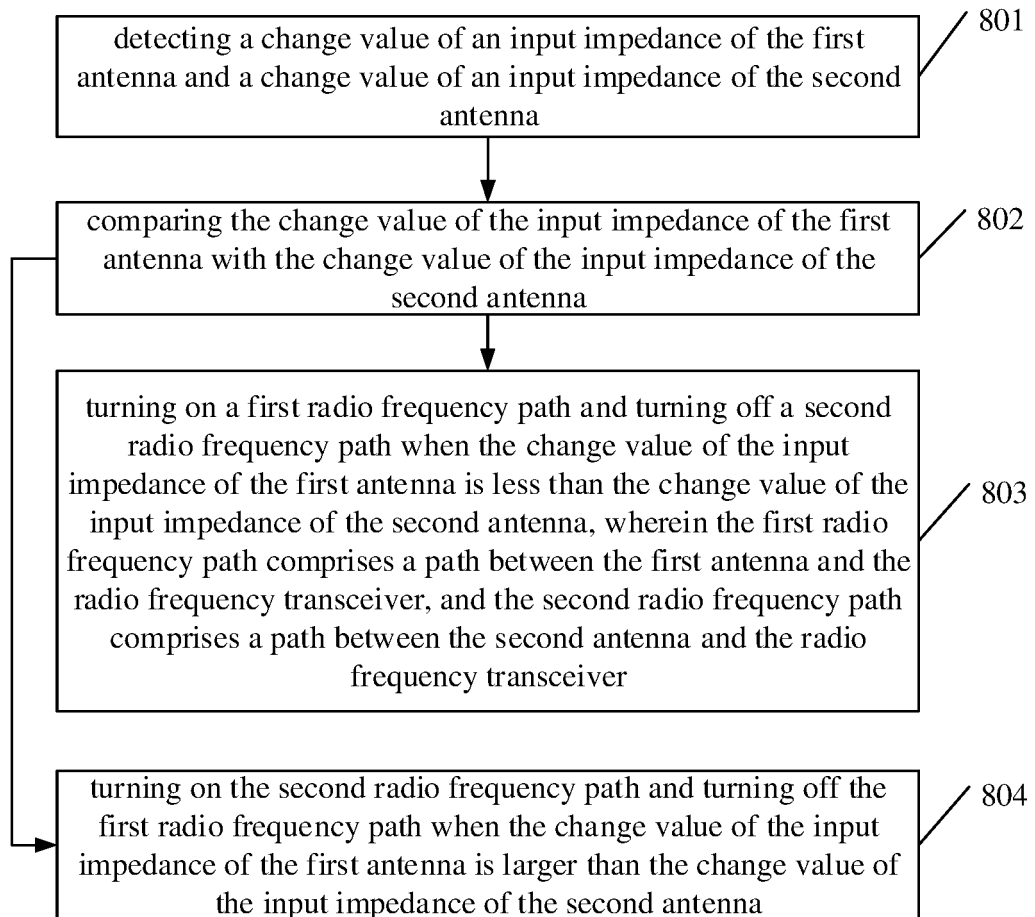 detecting a change value of an input impedance of the first
antenna and a change value of an input impedance of the second
antenna
801
comparing the change value of the input impedance of the first
antenna with the change value of the input impedance of the
second antenna
802
turning on a first radio frequency path and turning off a second
radio frequency path when the change value of the input
impedance of the first antenna is less than the change value of the
input impedance of the second antenna, wherein the first radio
frequency path comprises a path between the first antenna and the
radio frequency transceiver, and the second radio frequency path
comprises a path between the second antenna and the radio
frequency transceiver
803
turning on the second radio frequency path and turning off the
first radio frequency path when the change value of the input
impedance of the first antenna is larger than the change value of
the input impedance of the second antenna
804